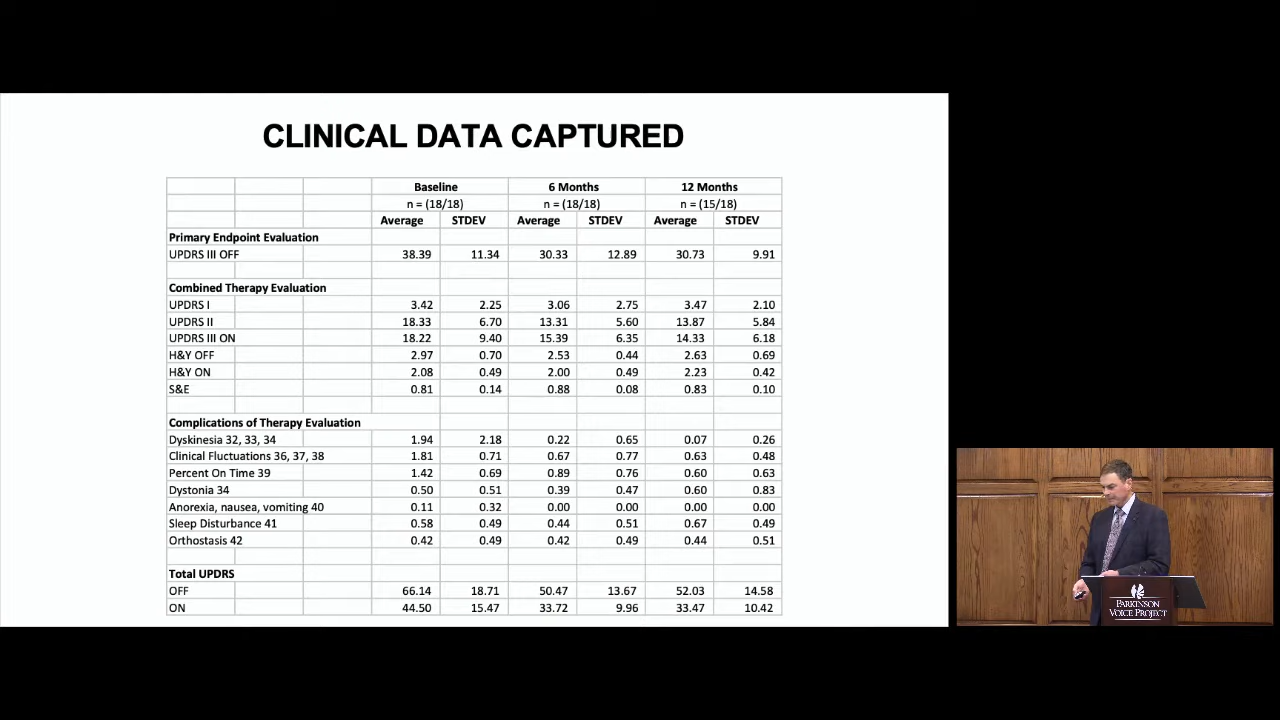 CLINICAL DATA CAPTURED
Baseline 6 Months 12 Months
n = (18/18) n = (18/18) n = (15/18)
Average STDEV Average STDEV Average STDEV
Primary Endpoint Evaluation
UPDRS III OFF 38.39 11.34 30.33 12.89 30.73 9.91
Combined Therapy Evaluation
UPDRS I 3.42 2.25 3.06 2.75 3.47 2.10
UPDRS II 18.33 6.70 13.31 5.60 13.87 5.84
UPDRS III ON 18.22 9.40 15.39 6.35 14.33 6.18
H&Y OFF 2.97 0.70 2.53 0.44 2.63 0.69
H&Y ON 2.08 0.49 2.00 0.49 2.23 0.42
S&E 0.81 0.14 0.88 0.08 0.83 0.10
Complications of Therapy Evaluation
Dyskinesia 32, 33, 34 1.94 2.18 0.22 0.65 0.07 0.26
Clinical Fluctuations 36, 37, 38 1.81 0.71 0.67 0.77 0.63 0.48
Percent On Time 39 1.42 0.69 0.89 0.76 0.60 0.63
Dystonia 34 0.50 0.51 0.39 0.47 0.60 0.83
Anorexia, nausea, vomiting 40 0.11 0.32 0.00 0.00 0.00 0.00
Sleep Disturbance 41 0.58 0.49 0.44 0.51 0.67 0.49
Orthostasis 42 0.42 0.49 0.42 0.49 0.44 0.51
Total UPDRS
OFF 66.14 18.71 50.47 13.67 52.03 14.58
ON 44.50 15.47 33.72 9.96 33.47 10.42
PARKINSON
VOICE PROJECT